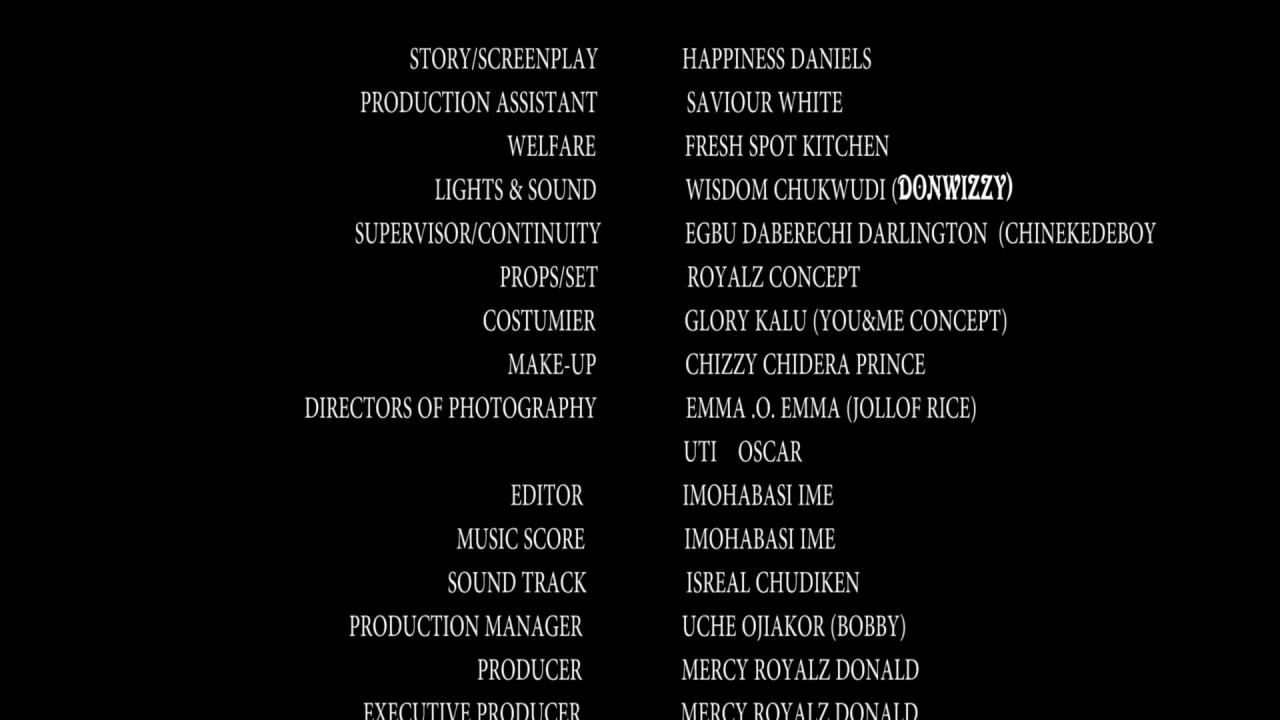 STORY/SCREENPLAY HAPPINESS DANIELS
PRODUCTION ASSISTANT SAVIOUR WHITE
WELFARE FRESH SPOT KITCHEN
LIGHTS & SOUND WISDOM CHUKWUDI (DONWIZZY)
SUPERVISOR/CONTINUITY EGBU DABERECHI DARLINGTON (CHINEKEDEBOY
PROPS/SET ROYALZ CONCEPT
COSTUMIER GLORY KALU (YOU&ME CONCEPT)
MAKE-UP CHIZZY CHIDERA PRINCE
DIRECTORS OF PHOTOGRAPHY EMMA .O. EMMA (JOLLOF RICE)
UTI OSCAR
EDITOR IMOHABASI IME
MUSIC SCORE IMOHABASI IME
SOUND TRACK ISREAL CHUDIKEN
PRODUCTION MANAGER UCHE OJIAKOR (BOBBY)
PRODUCER MERCY ROYALZ DONALD
EXECUTIVE PRODUCER MERCY ROYALZ DONALD